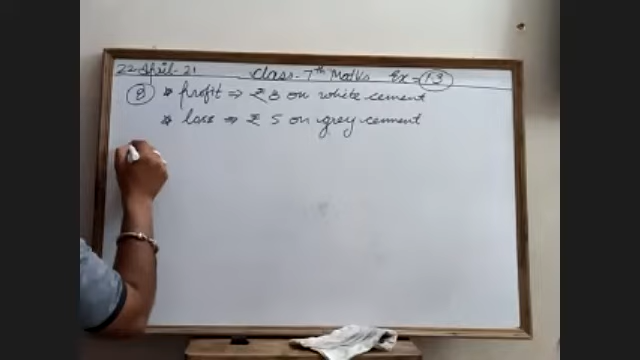 22-April-21 Class-7th Maths Ex-1.3
8 * Profit ⇒ ₹ 8 on white cement
* loss ⇒ ₹ 5 on grey cement